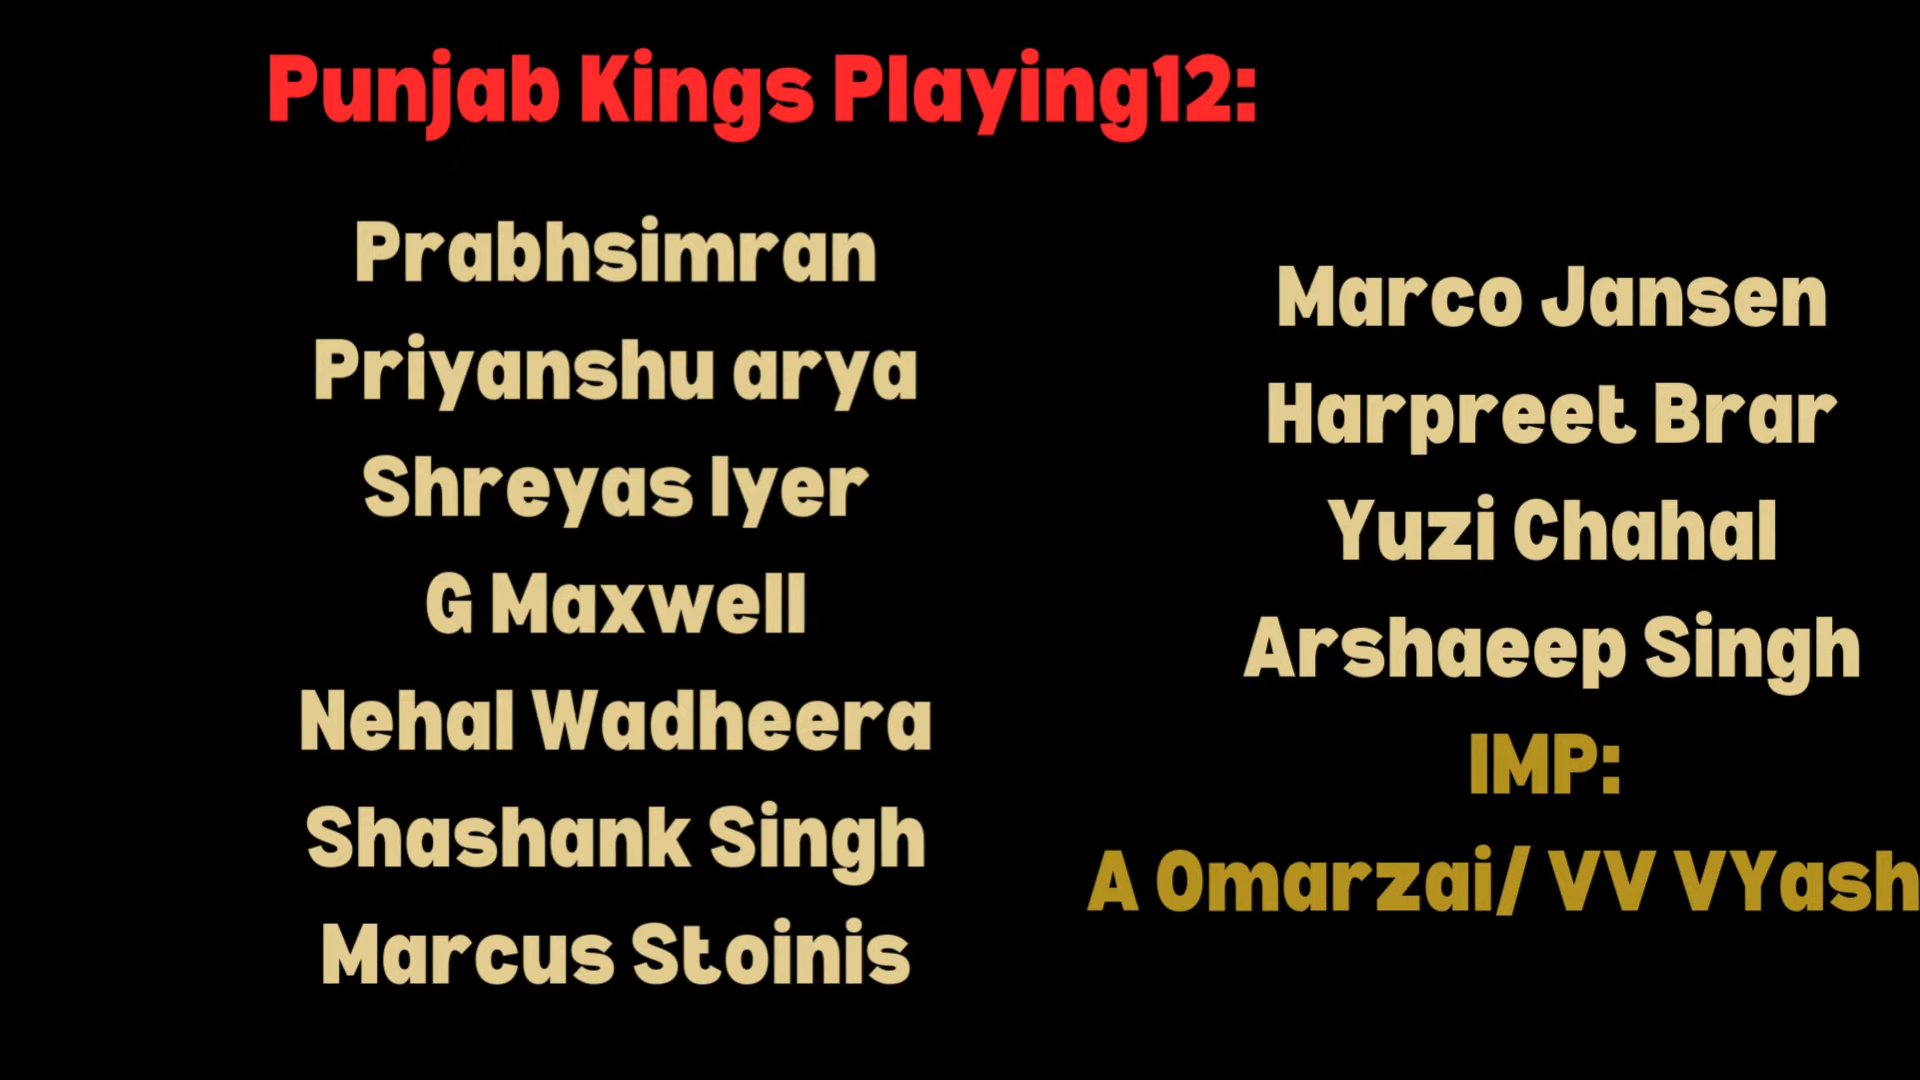 Punjab Kings Playing12:
Prabhsimran
Priyanshu arya
Shreyas Iyer
G Maxwell
Nehal Wadheera
Shashank Singh
Marcus Stoinis
Marco Jansen
Harpreet Brar
Yuzi Chahal
Arshaeep Singh
IMP:
A Omarzai/ VV VYash